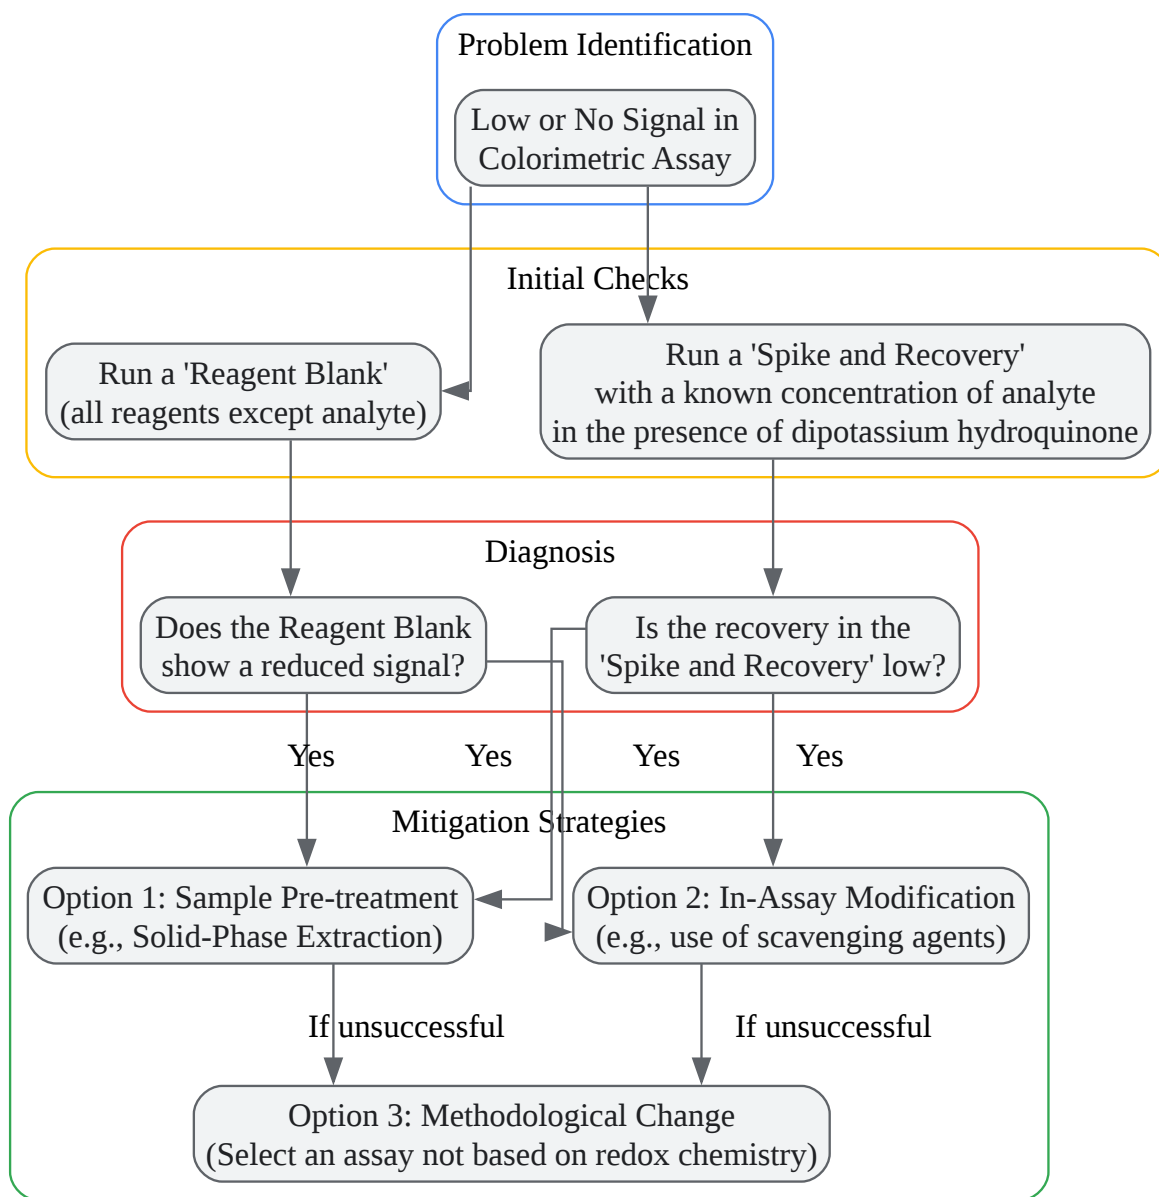 Problem Identification
Low or No Signal in
Colorimetric Assay
Initial Checks
Run a 'Reagent Blank'
(all reagents except analyte)
Run a 'Spike and Recovery'
with a known concentration of analyte
in the presence of dipotassium hydroquinone
Diagnosis
Does the Reagent Blank
show a reduced signal?
Is the recovery in the
'Spike and Recovery' low?
Yes
Yes
Yes
Yes
Mitigation Strategies
Option 1: Sample Pre-treatment
(e.g., Solid-Phase Extraction)
Option 2: In-Assay Modification
(e.g., use of scavenging agents)
If unsuccessful
If unsuccessful
Option 3: Methodological Change
(Select an assay not based on redox chemistry)